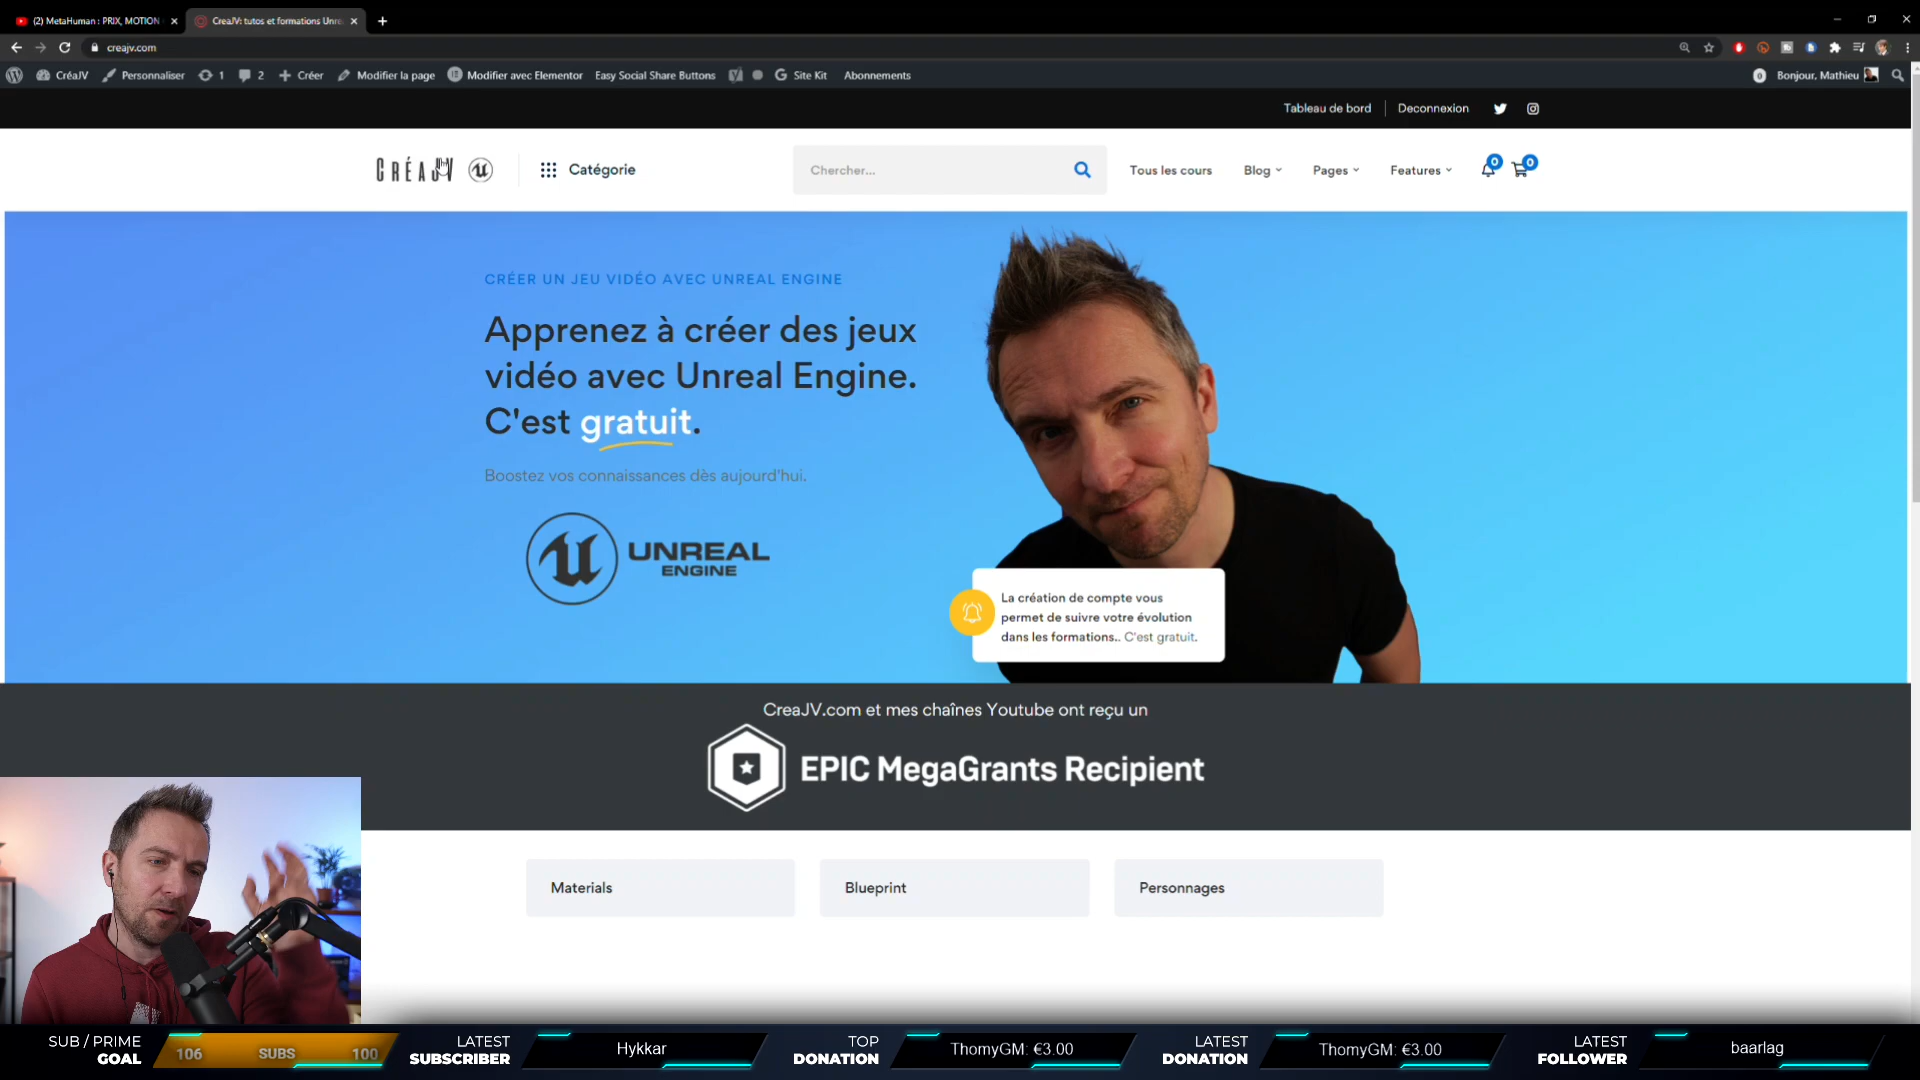 (2) MetaHuman : PRIX, MOTION
CreaJV: tutos et formations Unre
creajv.com
CréaJV
Personnaliser
1
2
Créer
Modifier la page
Modifier avec Elementor
Easy Social Share Buttons
Site Kit
Abonnements
0
Bonjour, Mathieu
Tableau de bord
Deconnexion
CRÉAJV
Catégorie
Chercher...
Tous les cours
Blog
Pages
Features
0
0
CRÉER UN JEU VIDÉO AVEC UNREAL ENGINE
Apprenez à créer des jeux
vidéo avec Unreal Engine.
C'est gratuit.
Boostez vos connaissances dès aujourd'hui.
UNREAL
ENGINE
La création de compte vous
permet de suivre votre évolution
dans les formations.. C'est gratuit.
CreaJV.com et mes chaînes Youtube ont reçu un
EPIC MegaGrants Recipient
Materials
Blueprint
Personnages
SUB / PRIME
GOAL
106 SUBS 100
LATEST
SUBSCRIBER
Hykkar
TOP
DONATION
ThomyGM: €3.00
LATEST
DONATION
ThomyGM: €3.00
LATEST
FOLLOWER
baarlag